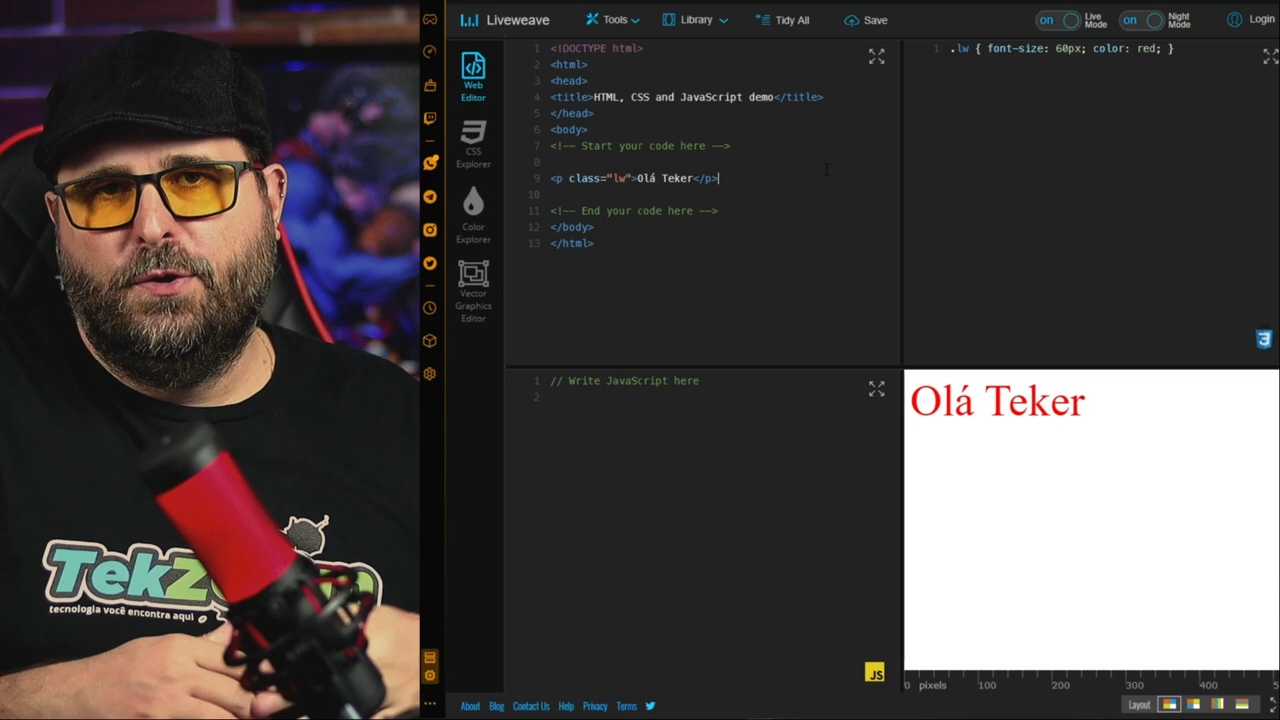 Liveweave
Tools
Library
Tidy All
Save
on
Live Mode
on
Night Mode
Login
Web Editor
CSS Explorer
Color Explorer
Vector Graphics Editor
1 <!DOCTYPE html>
2 <html>
3 <head>
4 <title>HTML, CSS and JavaScript demo</title>
5 </head>
6 <body>
7 <!-- Start your code here -->
8
9 <p class="lw">Olá Teker</p>
10
11 <!-- End your code here -->
12 </body>
13 </html>
1 .lw { font-size: 60px; color: red; }
1 // Write JavaScript here
2
JS
Olá Teker
0 pixels 100 200 300 400 5
About Blog Contact Us Help Privacy Terms
Layout
tecnologia você encontra aqui